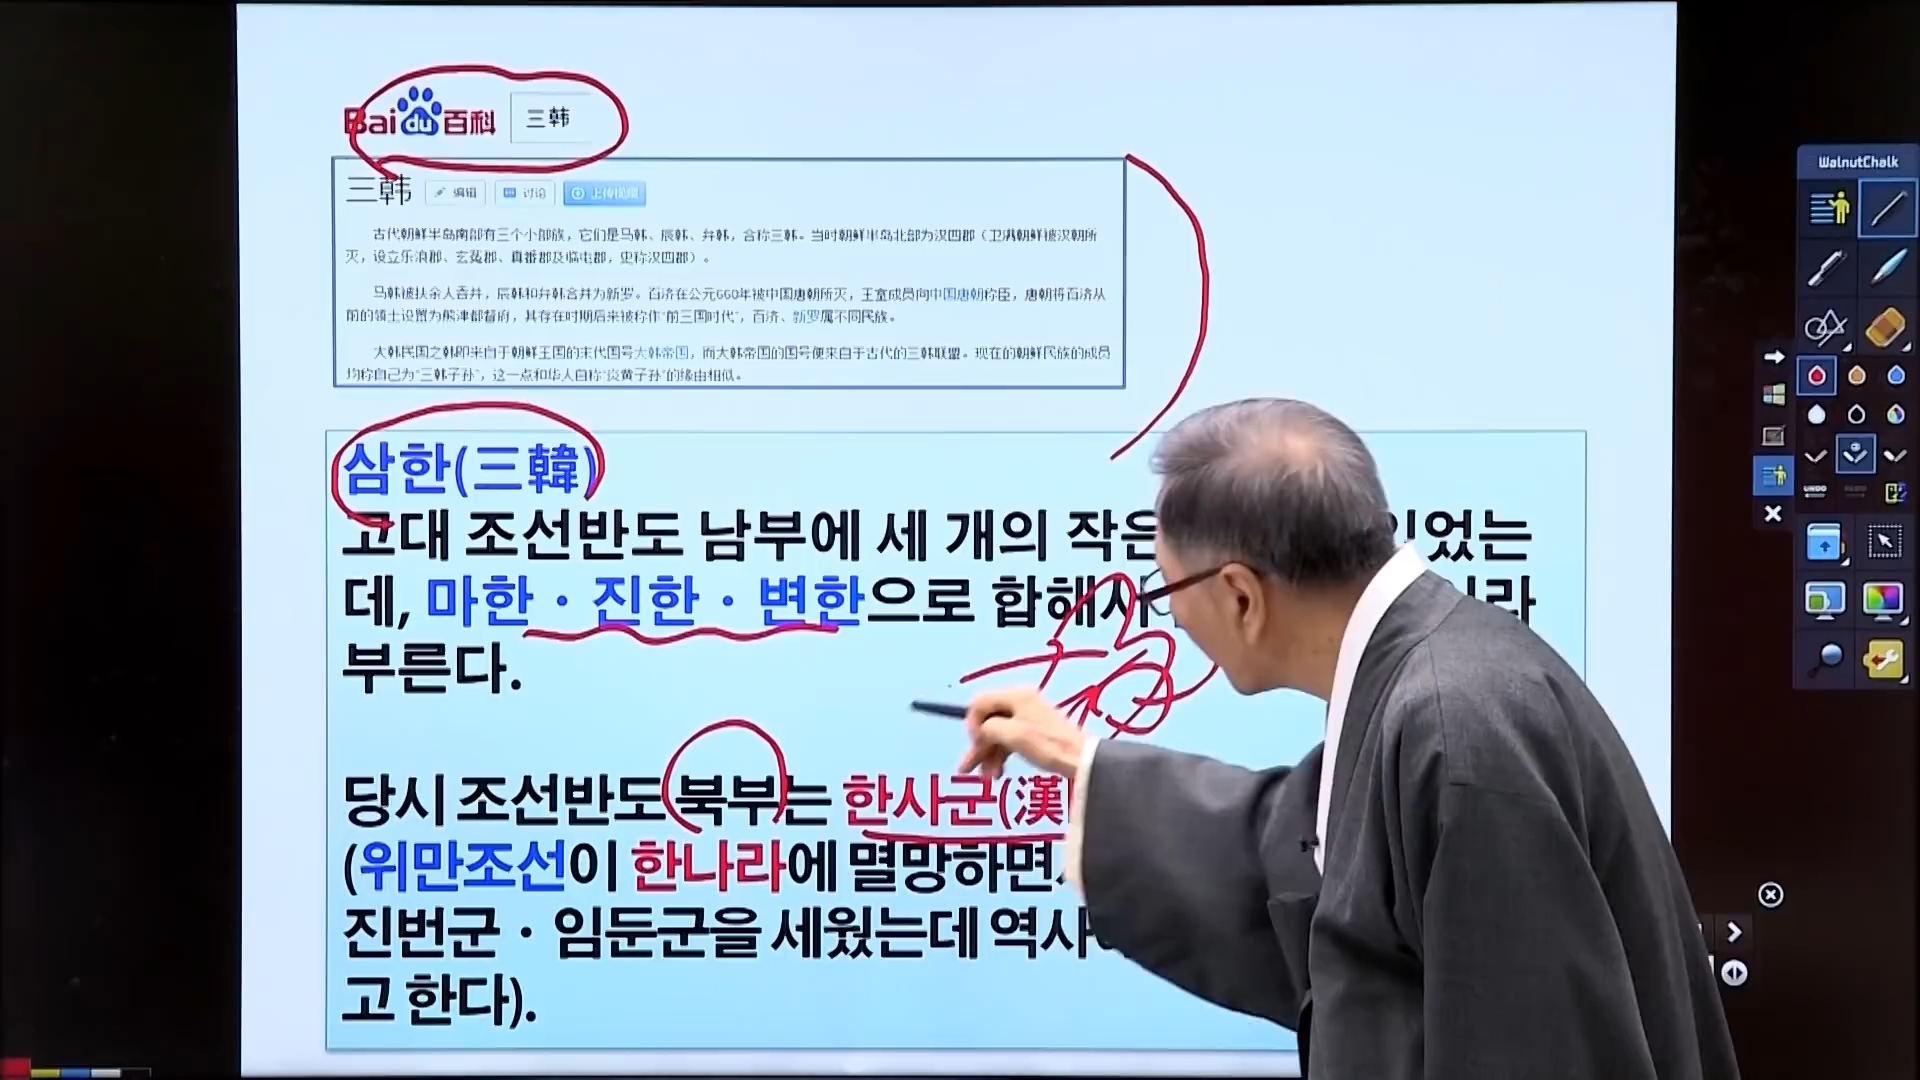 Bai du 百科
三韩
三韩 编辑 讨论 上传视频
古代朝鲜半岛南部有三个小部族，它们是马韩、辰韩、弁韩，合称三韩。当时朝鲜半岛北部为汉四郡（卫满朝鲜被汉朝所
灭，设立乐浪郡、玄菟郡、真番郡及临屯郡，史称汉四郡）。
马韩被扶余人吞并，辰韩和弁韩合并为新罗。百济在公元660年被中国唐朝所灭，王室成员向中国唐朝称臣，唐朝将百济从
前的领土设置为熊津都督府，其存在时期后来被称作"前三国时代"，百济、新罗属不同民族。
大韩民国之韩即来自于朝鲜王国的末代国号大韩帝国，而大韩帝国的国号便来自于古代的三韩联盟。现在的朝鲜民族的成员
均称自己为"三韩子孙"，这一点和华人自称"炎黄子孙"的缘由相似。
삼한(三韓)
고대 조선반도 남부에 세 개의 작은 있었는
데, 마한 · 진한 · 변한으로 합해서 라
부른다.
당시 조선반도 북부는 한사군(漢
(위만조선이 한나라에 멸망하면서
진번군 · 임둔군을 세웠는데 역사
고 한다).
WalnutChalk
UNDO